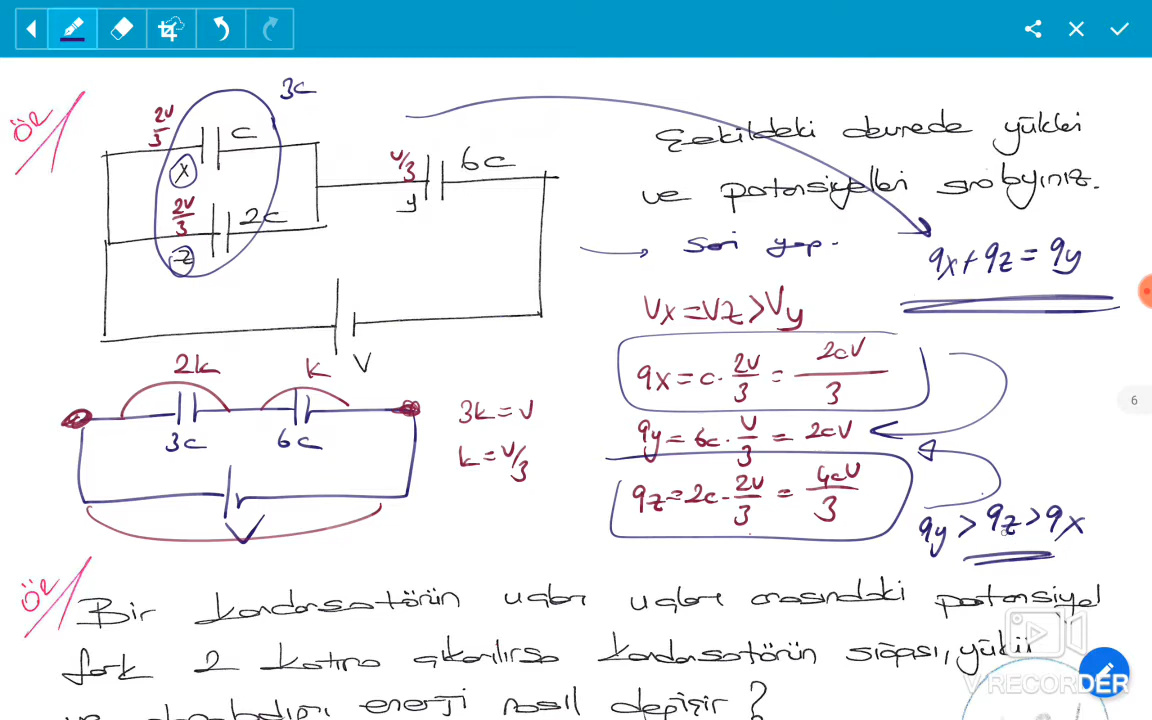 ÖR
3C
2V/3 C
X
2V/3 2C
Z
V/3 6C
y
V
Şekildeki devrede yükleri
ve potansiyelleri sıralayınız.
→ Seri yap.
qx+qz=qy
Vx=Vz>Vy
qx=c.2V/3=2cV/3
qy=6c.V/3=2cV
qz=2c.2V/3=4cV/3
qy>qz>qx
2k k
3C 6C
V
3k=V
k=V/3
6
ÖR
Bir kondansatörün uçları uçları arasındaki potansiyel
fark 2 katına çıkarılırsa kondansatörün sığası, yükü
ve depoladığı enerji nasıl değişir?
V RECORDER